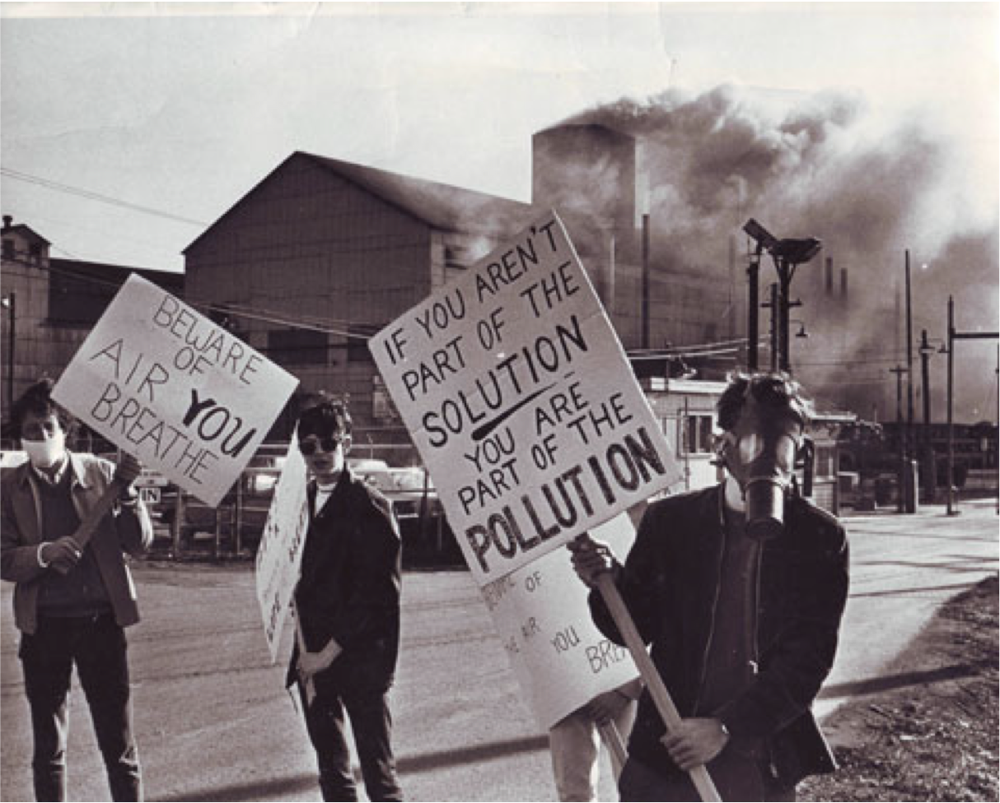 BEWARE
OF
AIR YOU
BREATHE
IN
IF YOU AREN'T
PART OF THE
SOLUTION
YOU ARE
PART OF THE
POLLUTION
OF
AIR
YOU